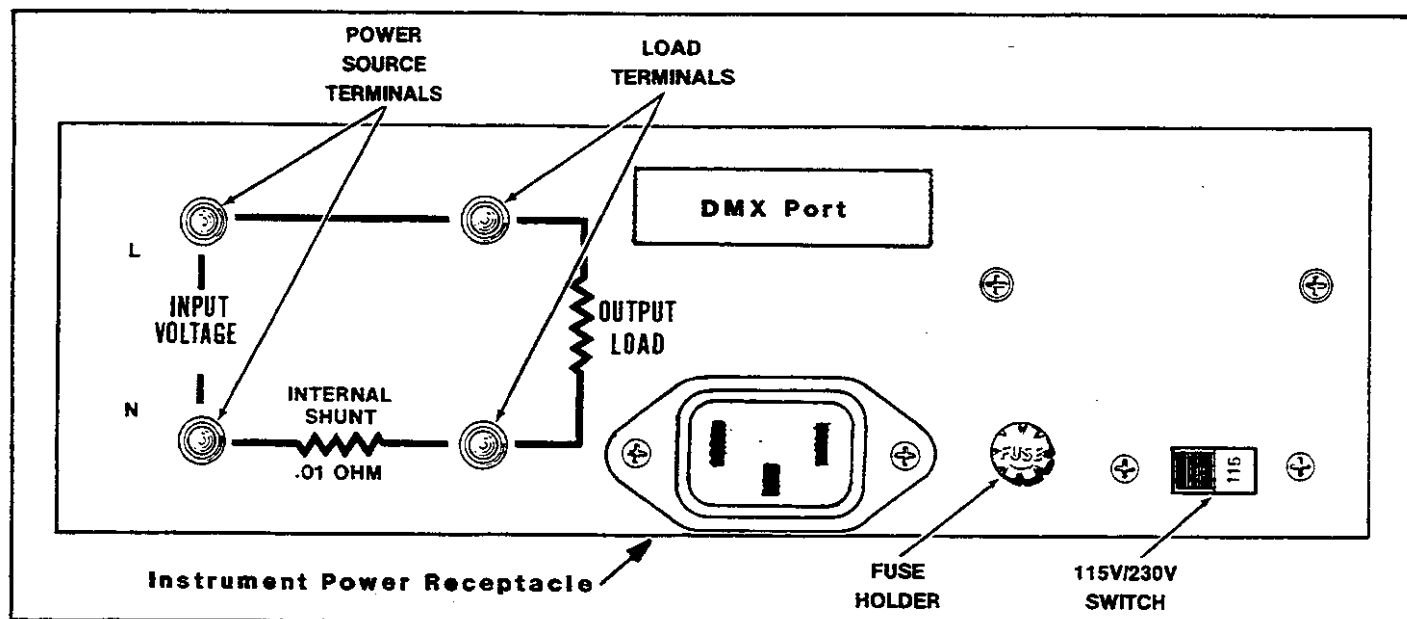 POWER
SOURCE
TERMINALS
LOAD
TERMINALS
DMX Port
L
INPUT
VOLTAGE
N
OUTPUT
LOAD
INTERNAL
SHUNT
.01 OHM
FUSE
115
Instrument Power Receptacle
FUSE
HOLDER
115V/230V
SWITCH